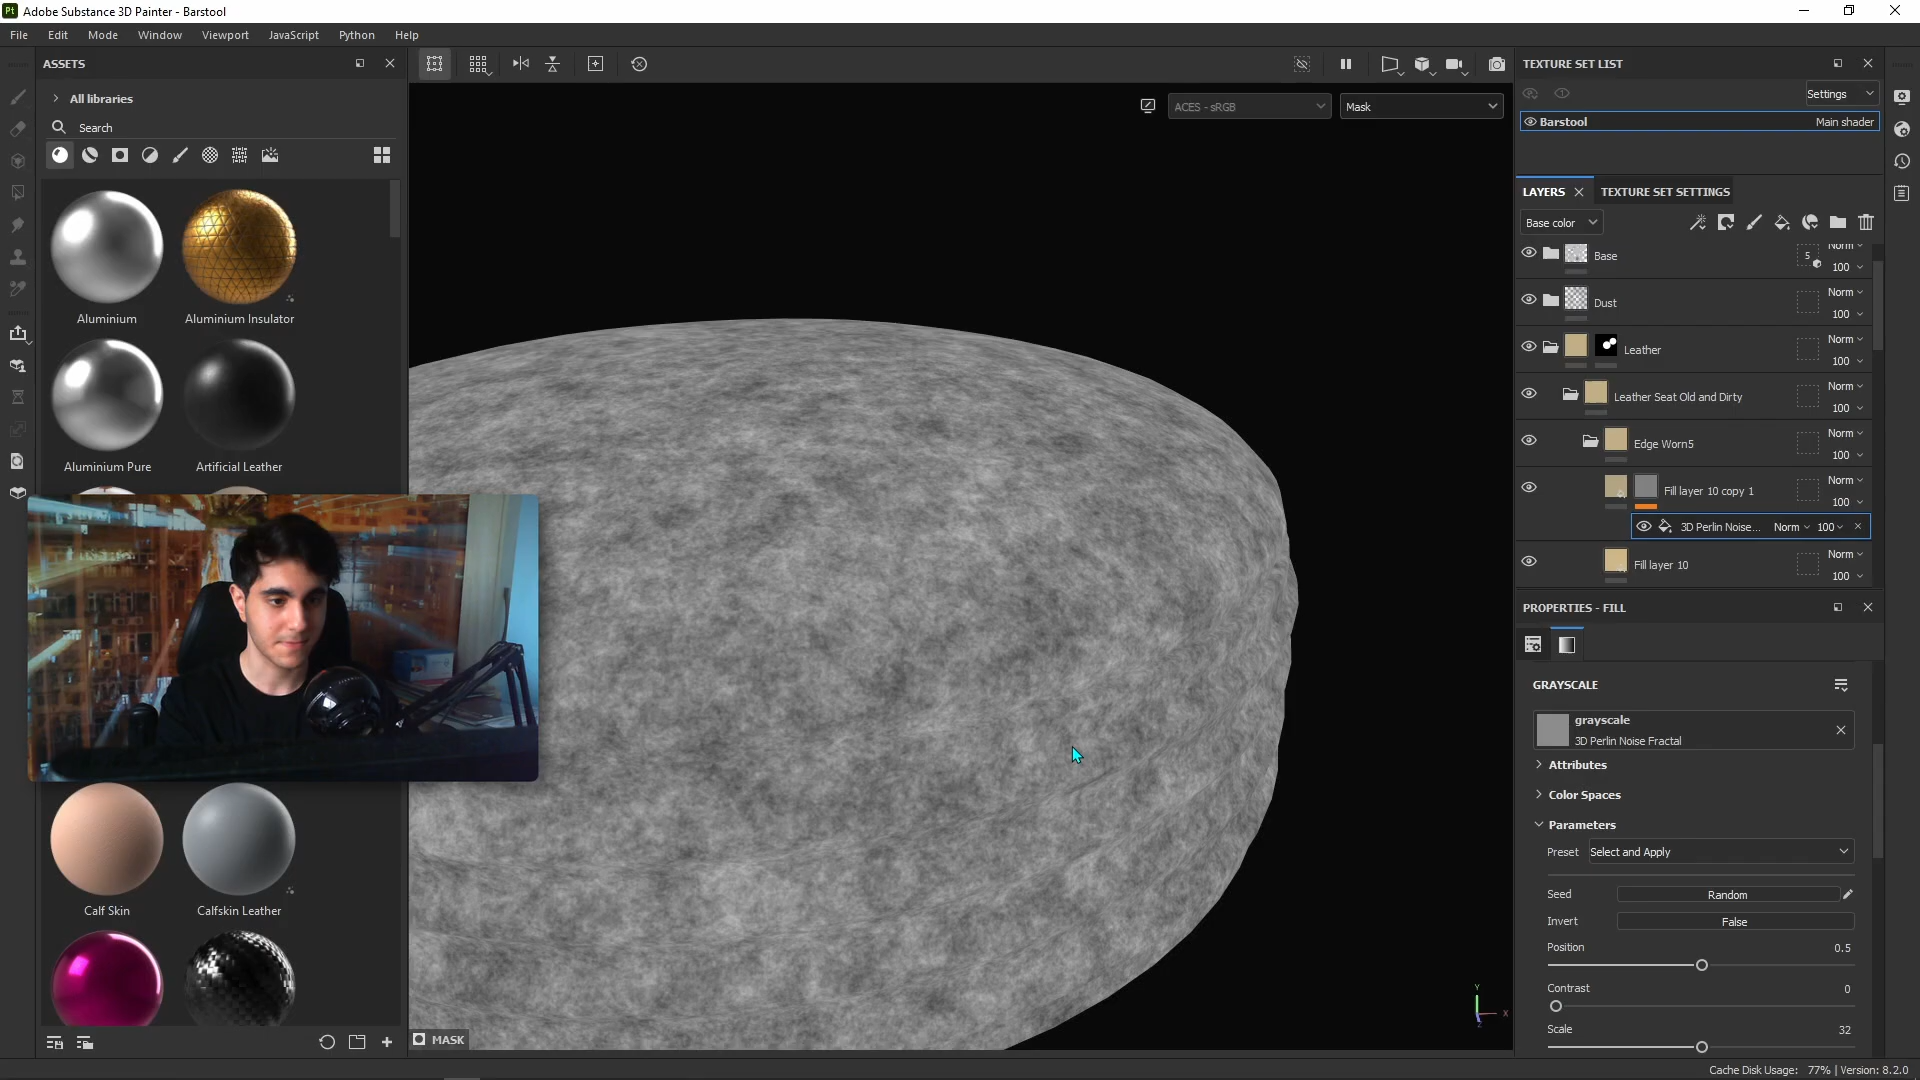 Pt Adobe Substance 3D Painter - Barstool
File Edit Mode Window Viewport JavaScript Python Help
ASSETS
All libraries
Search
Aluminium
Aluminium Insulator
Aluminium Pure
Artificial Leather
Calf Skin
Calfskin Leather
ACES - sRGB
Mask
MASK
Y
X
Z
TEXTURE SET LIST
Settings
Barstool
Main shader
LAYERS
TEXTURE SET SETTINGS
Base color
Base
5
Norm
100
Dust
Norm
100
Leather
Norm
100
Leather Seat Old and Dirty
Norm
100
Edge Worn5
Norm
100
Fill layer 10 copy 1
Norm
100
3D Perlin Noise... Norm 100
Fill layer 10
Norm
100
PROPERTIES - FILL
GRAYSCALE
grayscale
3D Perlin Noise Fractal
Attributes
Color Spaces
Parameters
Preset Select and Apply
Seed Random
Invert False
Position 0.5
Contrast 0
Scale 32
Cache Disk Usage: 77% | Version: 8.2.0